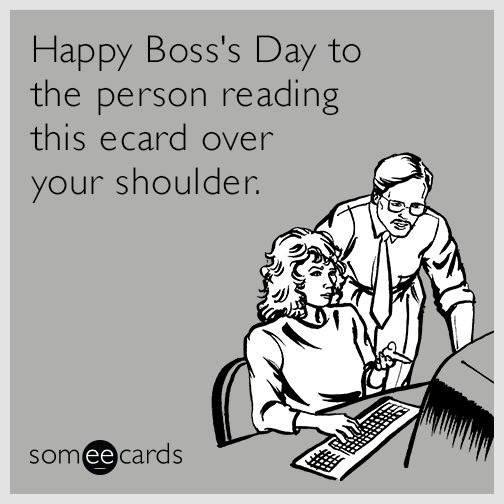 Happy Boss's Day to
the person reading
this ecard over
your shoulder.
someecards